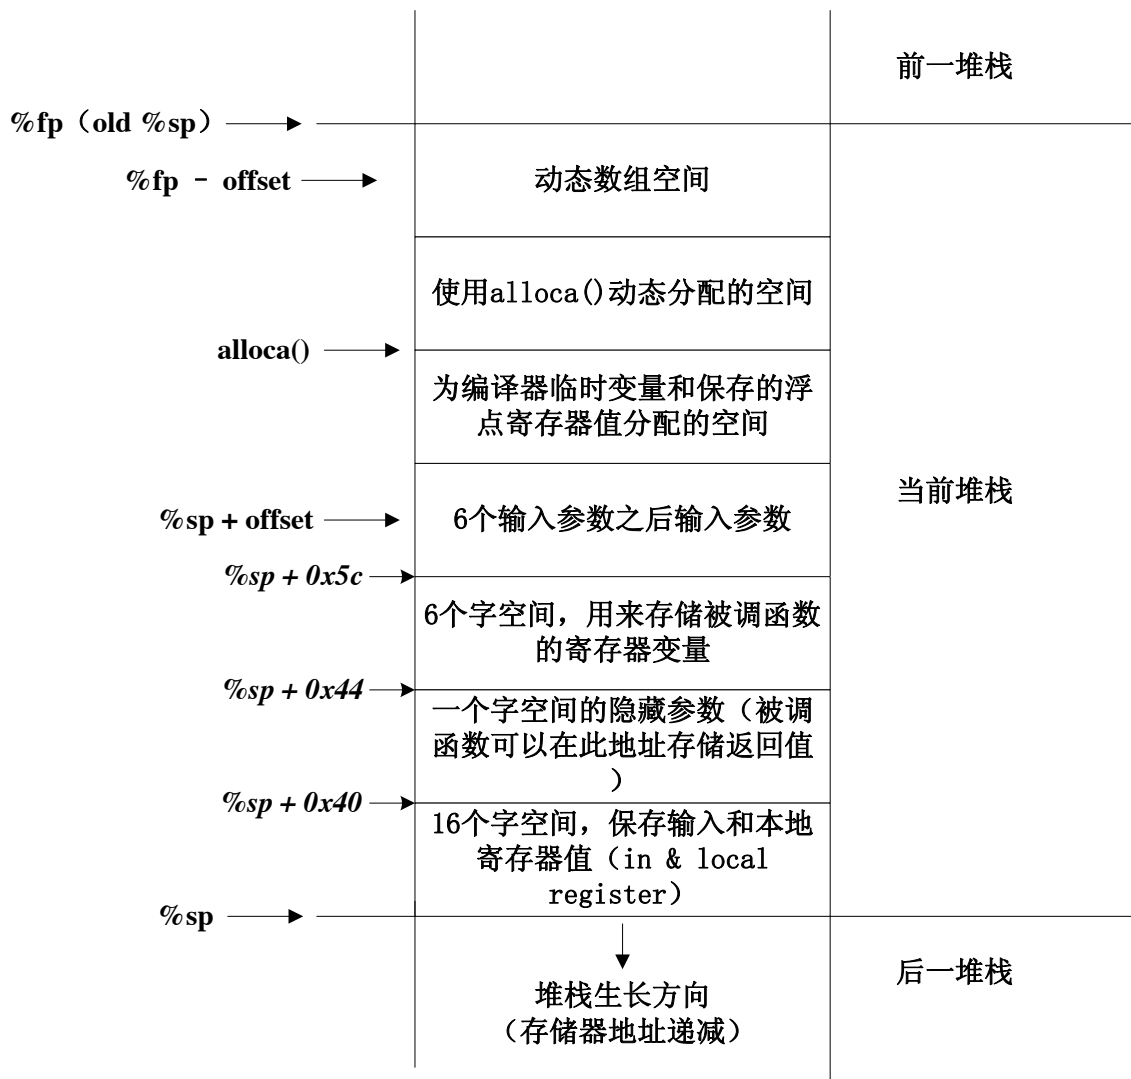 前一堆栈
%fp（old %sp）
%fp - offset
动态数组空间
使用alloca()动态分配的空间
alloca()
为编译器临时变量和保存的浮
点寄存器值分配的空间
当前堆栈
%sp + offset
6个输入参数之后输入参数
%sp + 0x5c
6个字空间，用来存储被调函数
的寄存器变量
%sp + 0x44
一个字空间的隐藏参数（被调
函数可以在此地址存储返回值
）
%sp + 0x40
16个字空间，保存输入和本地
寄存器值（in & local
register）
%sp
后一堆栈
堆栈生长方向
（存储器地址递减）